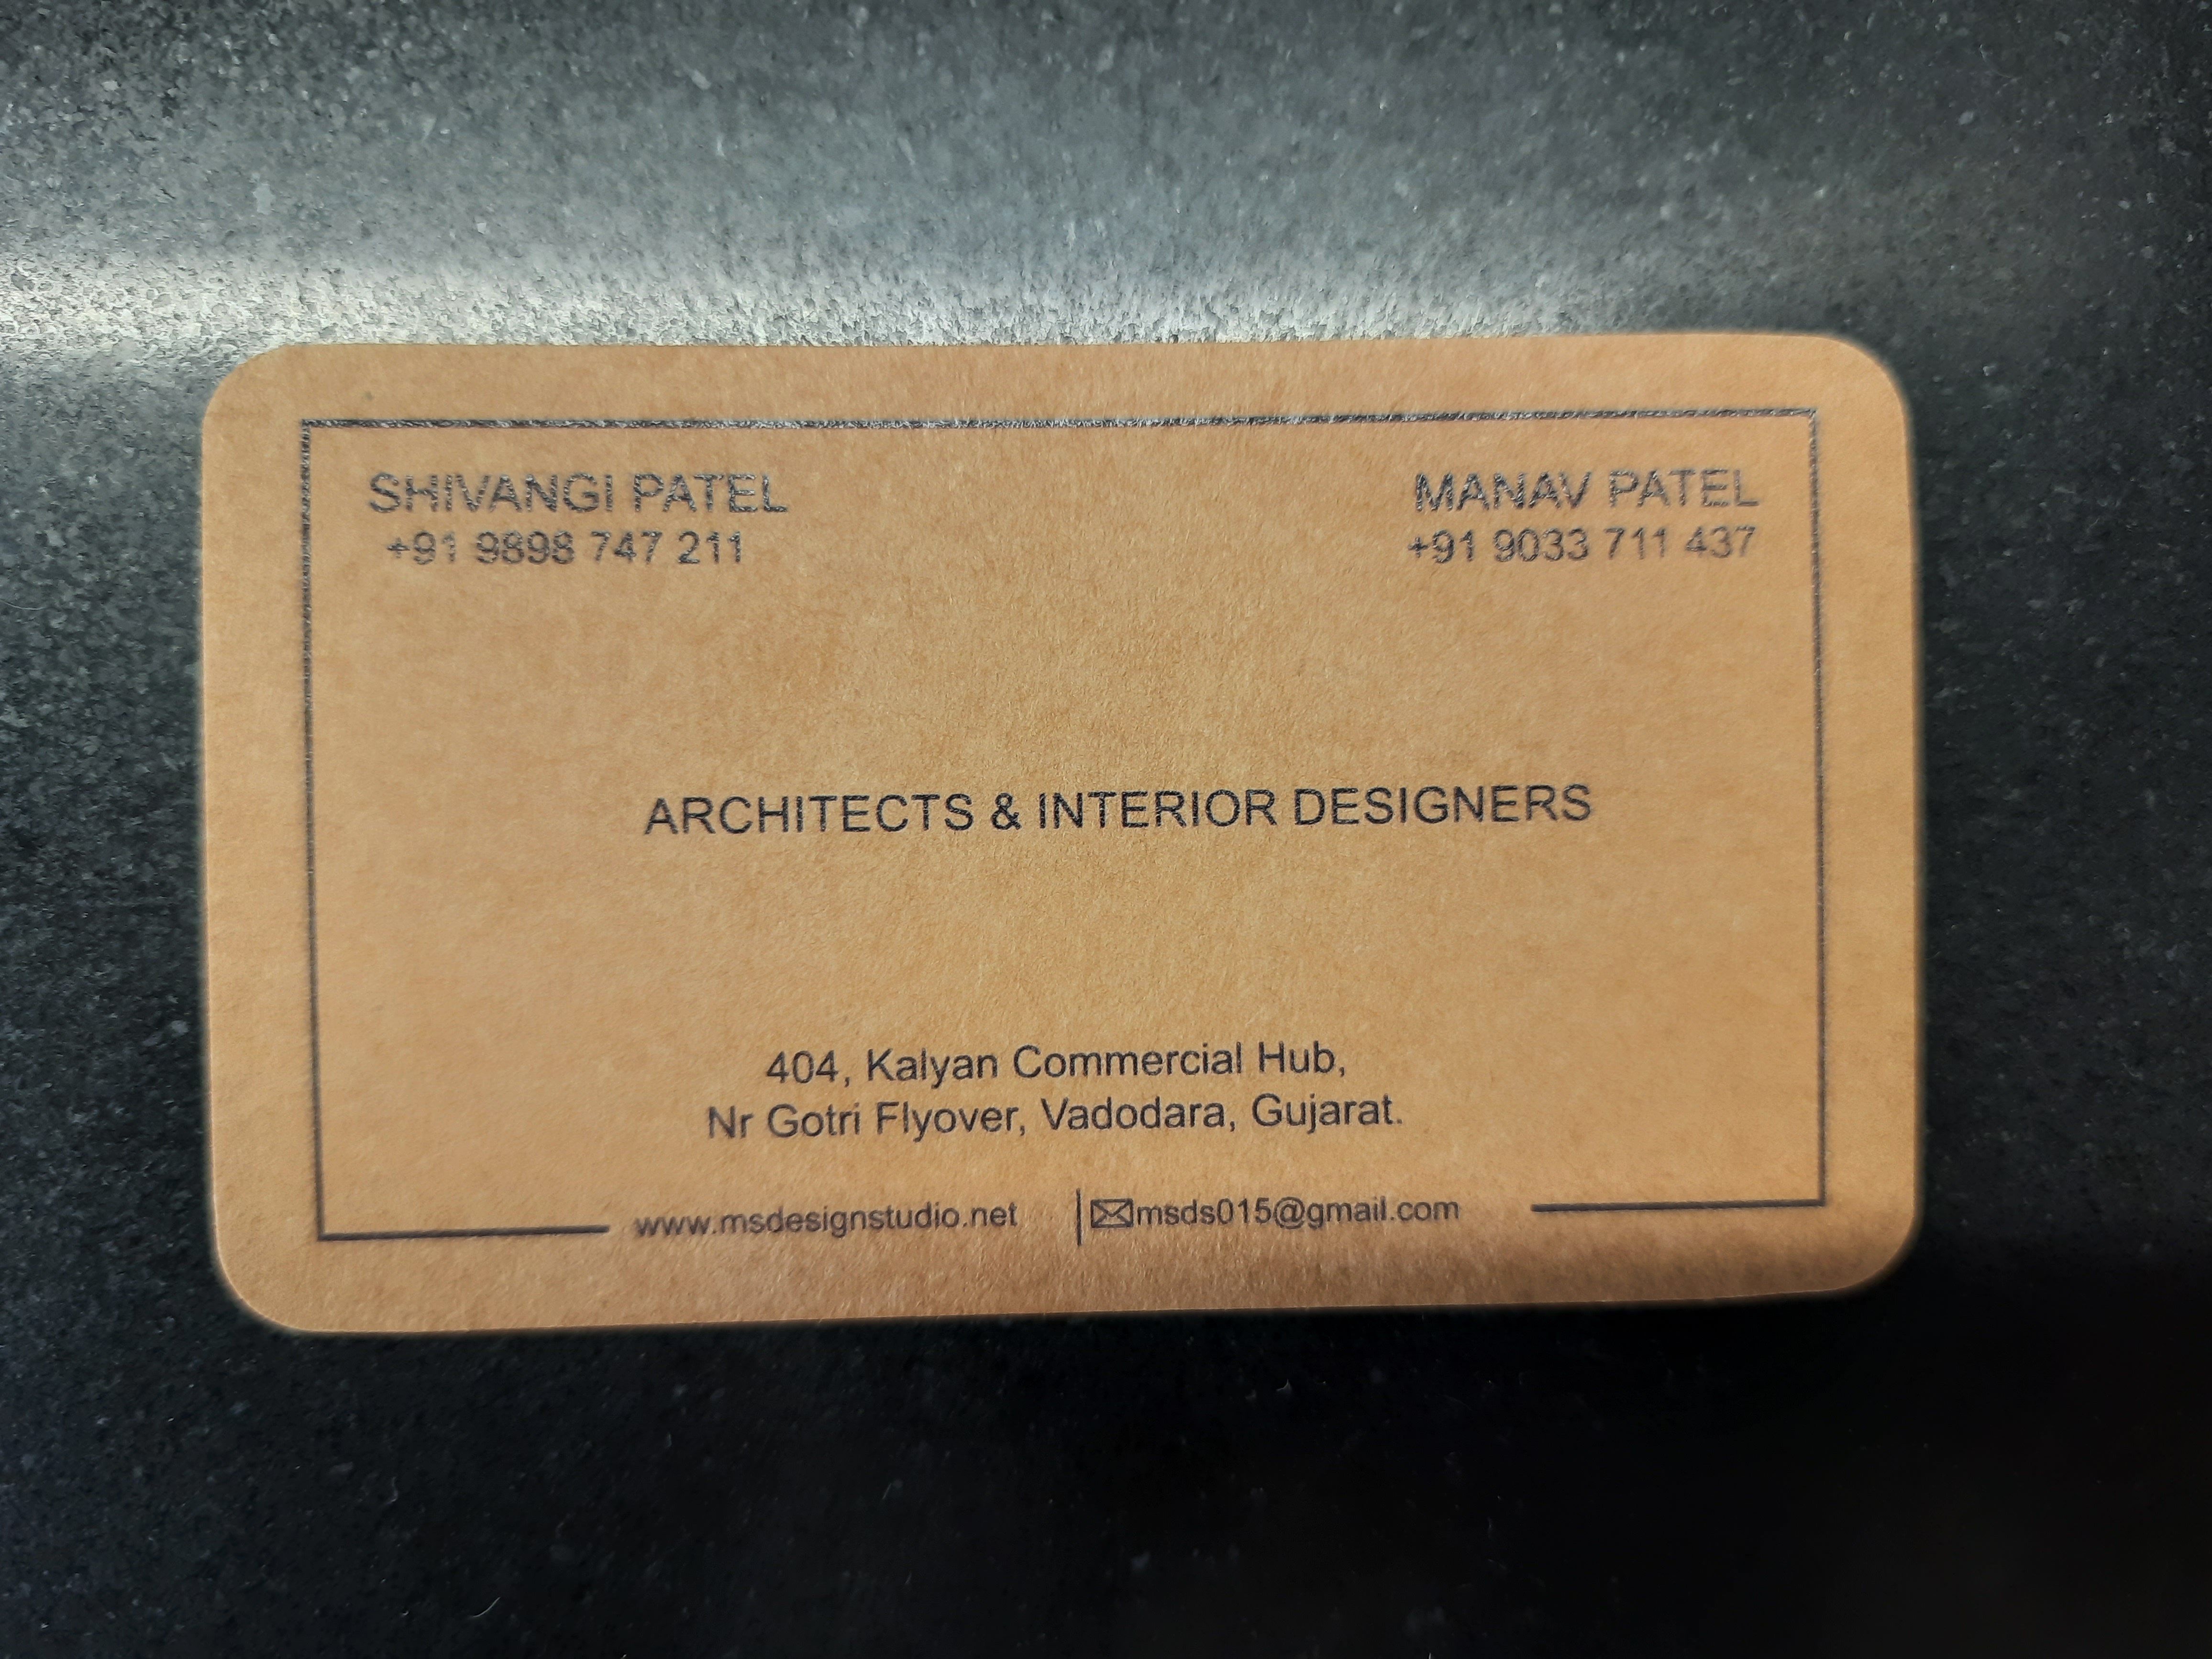 SHIVANGI PATEL
+91 9898 747 211
MANAV PATEL
+91 9033 711 437
ARCHITECTS & INTERIOR DESIGNERS
404, Kalyan Commercial Hub,
Nr Gotri Flyover, Vadodara, Gujarat.
www.msdesignstudio.net | msds015@gmail.com